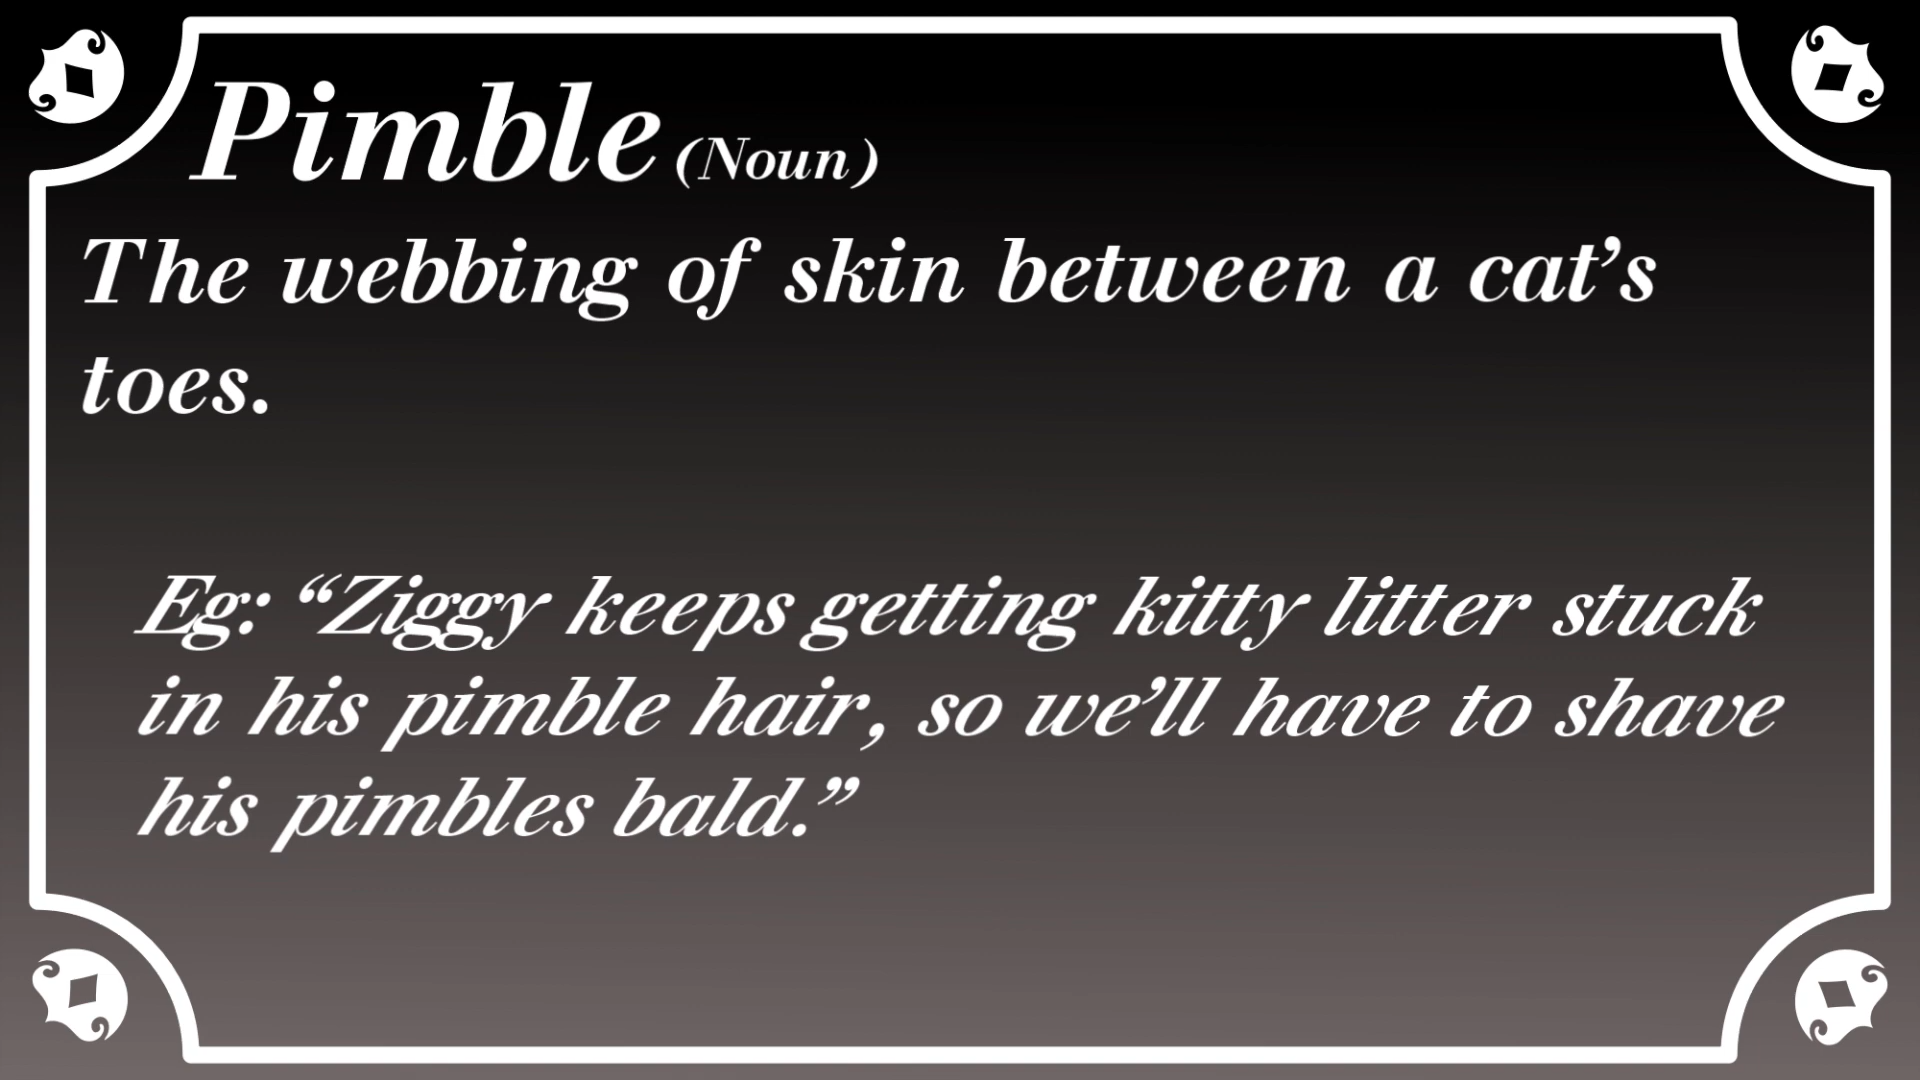 Pimble (Noun)
The webbing of skin between a cat’s
toes.
Eg: “Ziggy keeps getting kitty litter stuck
in his pimble hair, so we’ll have to shave
his pimbles bald.”